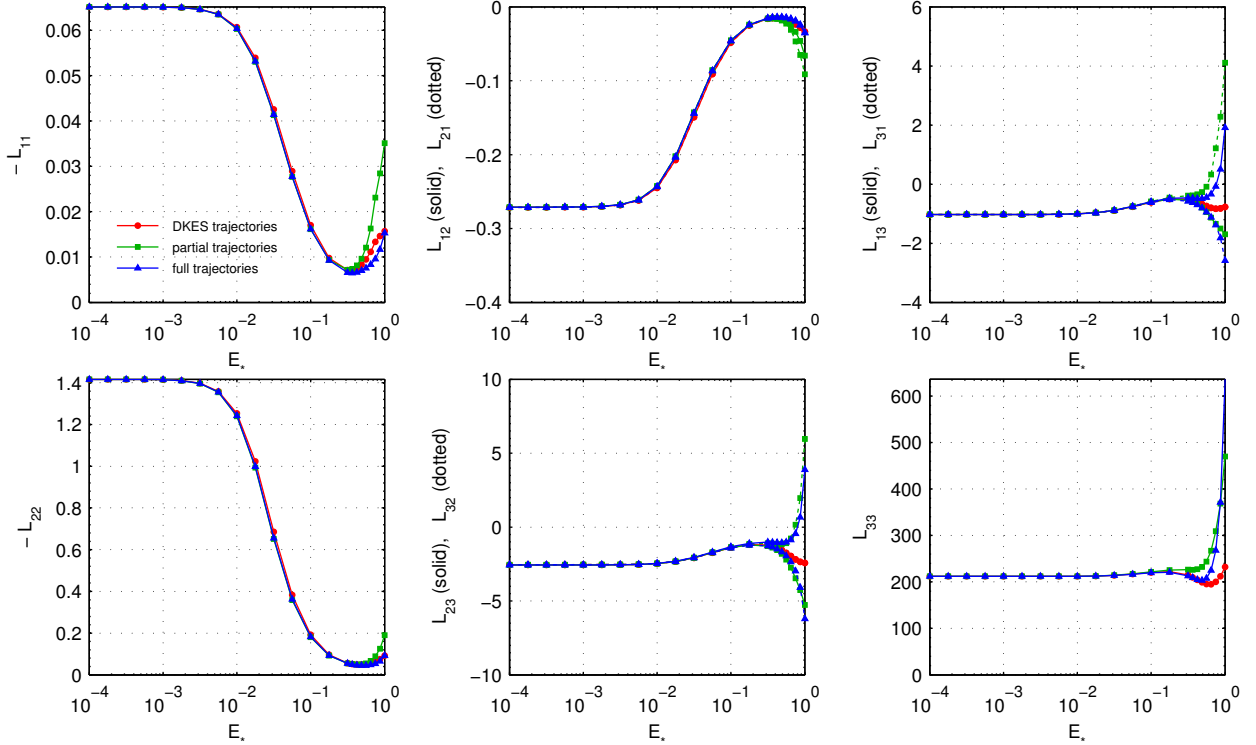 0.06
0.05
0.04
0.03
0.02
0.01
0
− L11
DKES trajectories
partial trajectories
full trajectories
10−4 10−3 10−2 10−1 100
E*
0
−0.1
−0.2
−0.3
−0.4
L12 (solid), L21 (dotted)
10−4 10−3 10−2 10−1 100
E*
6
4
2
0
−2
−4
L13 (solid), L31 (dotted)
10−4 10−3 10−2 10−1 100
E*
1.4
1.2
1
0.8
0.6
0.4
0.2
0
− L22
10−4 10−3 10−2 10−1 100
E*
10
5
0
−5
−10
L23 (solid), L32 (dotted)
10−4 10−3 10−2 10−1 100
E*
600
500
400
300
200
100
0
L33
10−4 10−3 10−2 10−1 100
E*